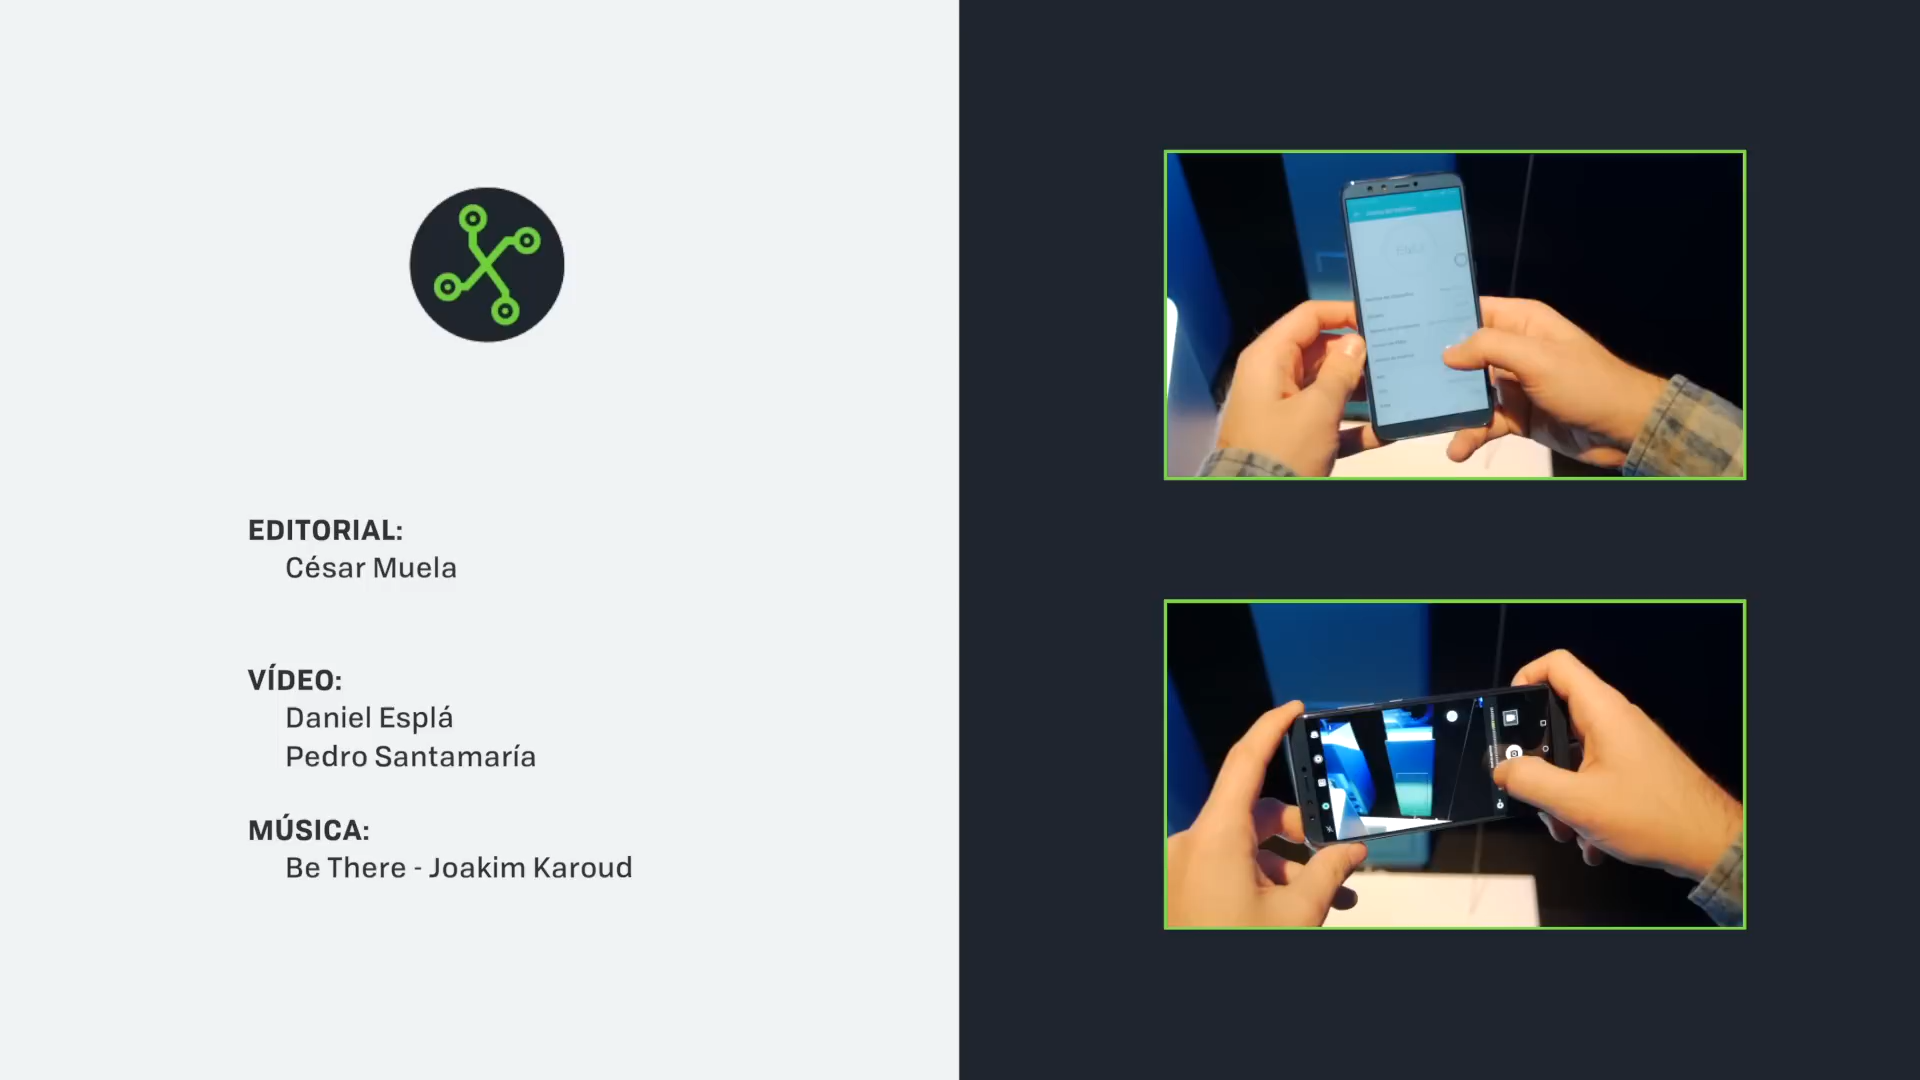 EDITORIAL:
César Muela
VÍDEO:
Daniel Esplá
Pedro Santamaría
MÚSICA:
Be There - Joakim Karoud